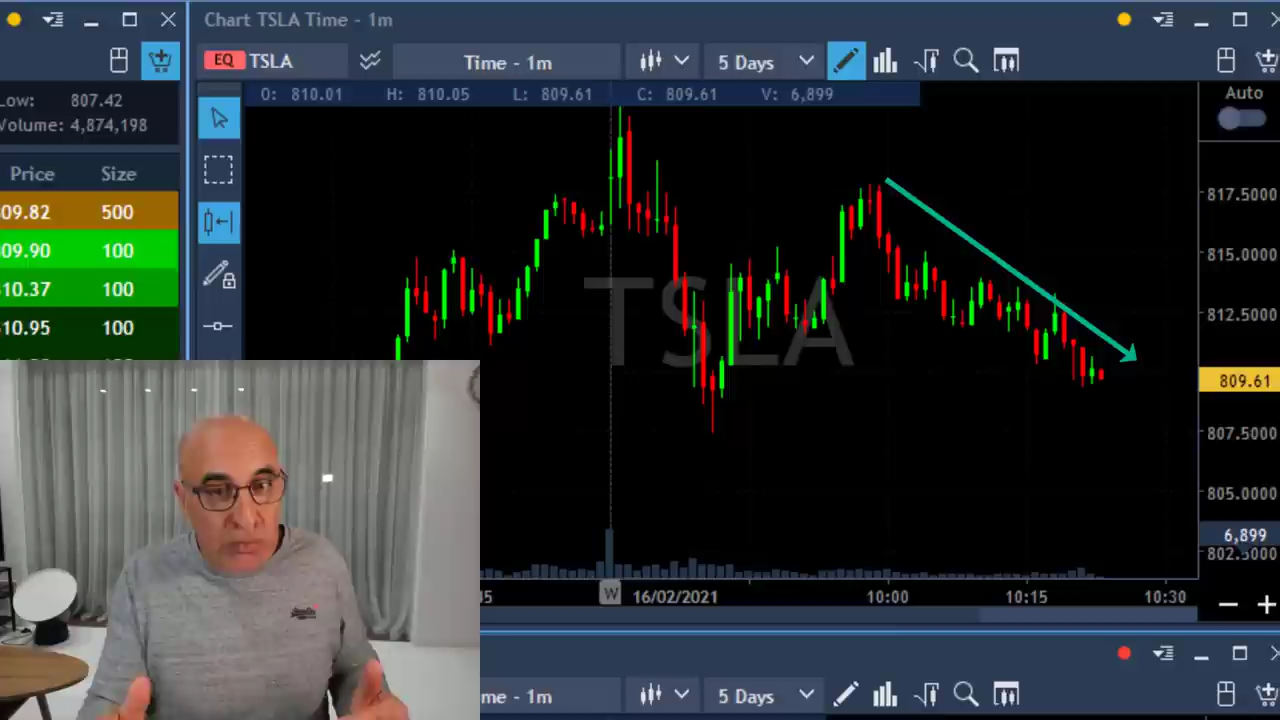 Chart TSLA Time - 1m
EQ TSLA
Time - 1m
5 Days
O: 810.01 H: 810.05 L: 809.61 C: 809.61 V: 6,899
Low: 807.42
Volume: 4,874,198
Price Size
09.82 500
09.90 100
10.37 100
10.95 100
TSLA
Auto
817.5000
815.0000
812.5000
809.61
807.5000
805.0000
6,899
802.5000
W 16/02/2021 10:00 10:15 10:30
me - 1m
5 Days